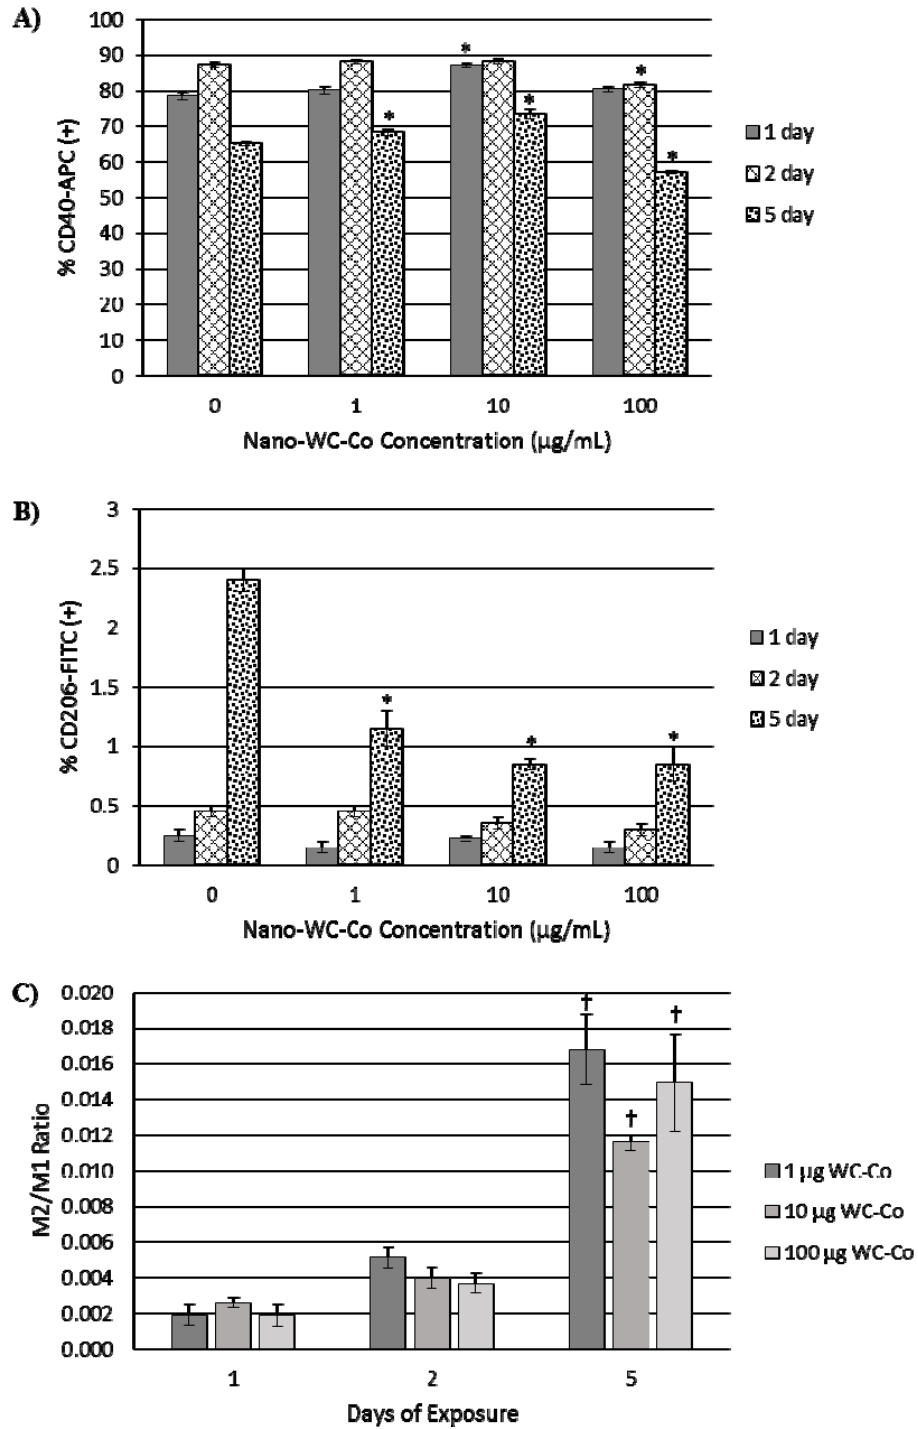 A)
% CD40-APC (+)
100
90
80
70
60
50
40
30
20
10
0
*
*
*
*
*
0 1 10 100
Nano-WC-Co Concentration (µg/mL)
1 day
2 day
5 day
B)
% CD206-FITC (+)
3
2.5
2
1.5
1
0.5
0
*
*
*
0 1 10 100
Nano-WC-Co Concentration (µg/mL)
1 day
2 day
5 day
C)
M2/M1 Ratio
0.020
0.018
0.016
0.014
0.012
0.010
0.008
0.006
0.004
0.002
0.000
†
†
†
1 2 5
Days of Exposure
1 µg WC-Co
10 µg WC-Co
100 µg WC-Co